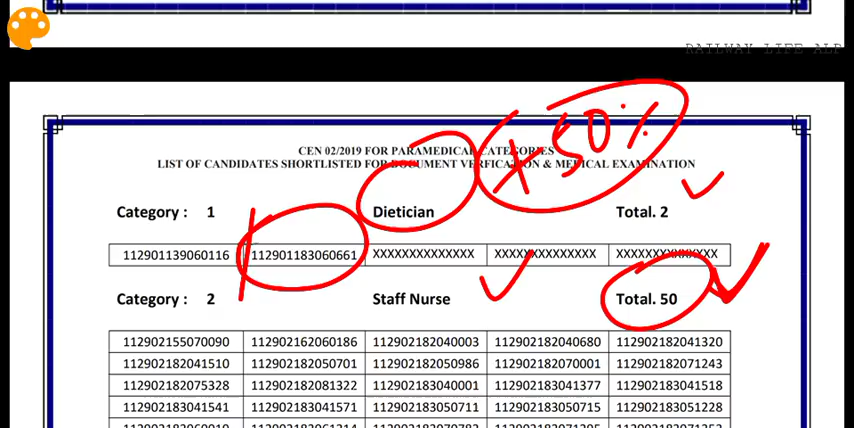 RAILWAY LIFE ALP
+ 50 %
CEN 02/2019 FOR PARAMEDICAL CATEGORIES
LIST OF CANDIDATES SHORTLISTED FOR DOCUMENT VERFICATION & MEDICAL EXAMINATION
Category : 1 Dietician Total. 2
112901139060116 112901183060661 XXXXXXXXXXXXXX XXXXXXXXXXXXXX XXXXXXXXXXXXXX
Category : 2 Staff Nurse Total. 50
112902155070090 112902162060186 112902182040003 112902182040680 112902182041320
112902182041510 112902182050701 112902182050986 112902182070001 112902182071243
112902182075328 112902182081322 112902183040001 112902183041377 112902183041518
112902183041541 112902183041571 112902183050711 112902183050715 112902183051228